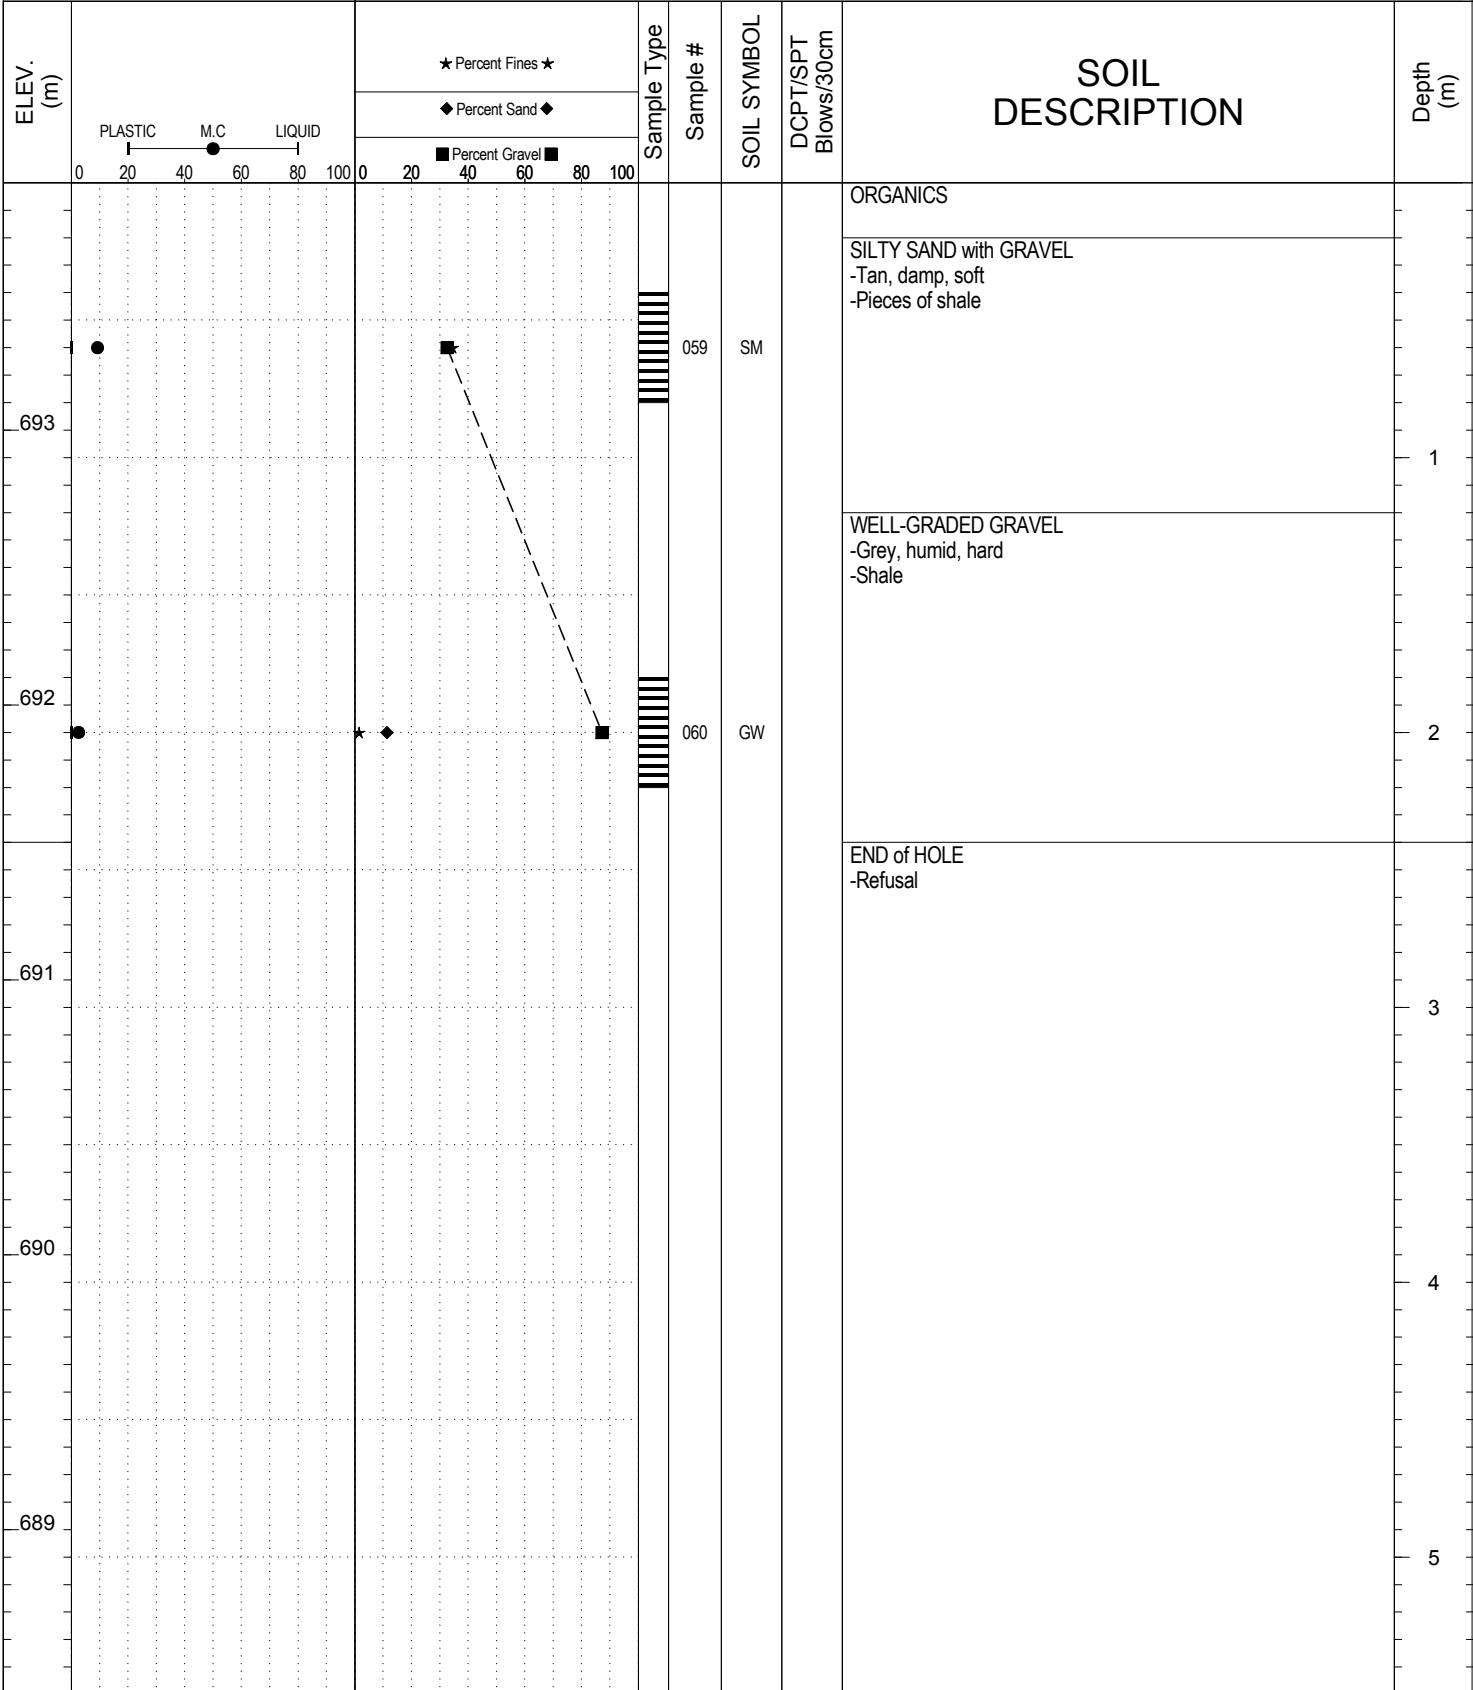 ELEV.
(m)
PLASTIC M.C LIQUID
0 20 40 60 80 100
★ Percent Fines ★
◆ Percent Sand ◆
■ Percent Gravel ■
0 20 40 60 80 100
Sample Type
Sample #
SOIL SYMBOL
DCPT/SPT
Blows/30cm
SOIL
DESCRIPTION
Depth
(m)
ORGANICS
SILTY SAND with GRAVEL
-Tan, damp, soft
-Pieces of shale
059 SM
693
1
WELL-GRADED GRAVEL
-Grey, humid, hard
-Shale
692
060 GW
2
END of HOLE
-Refusal
691
3
690
4
689
5